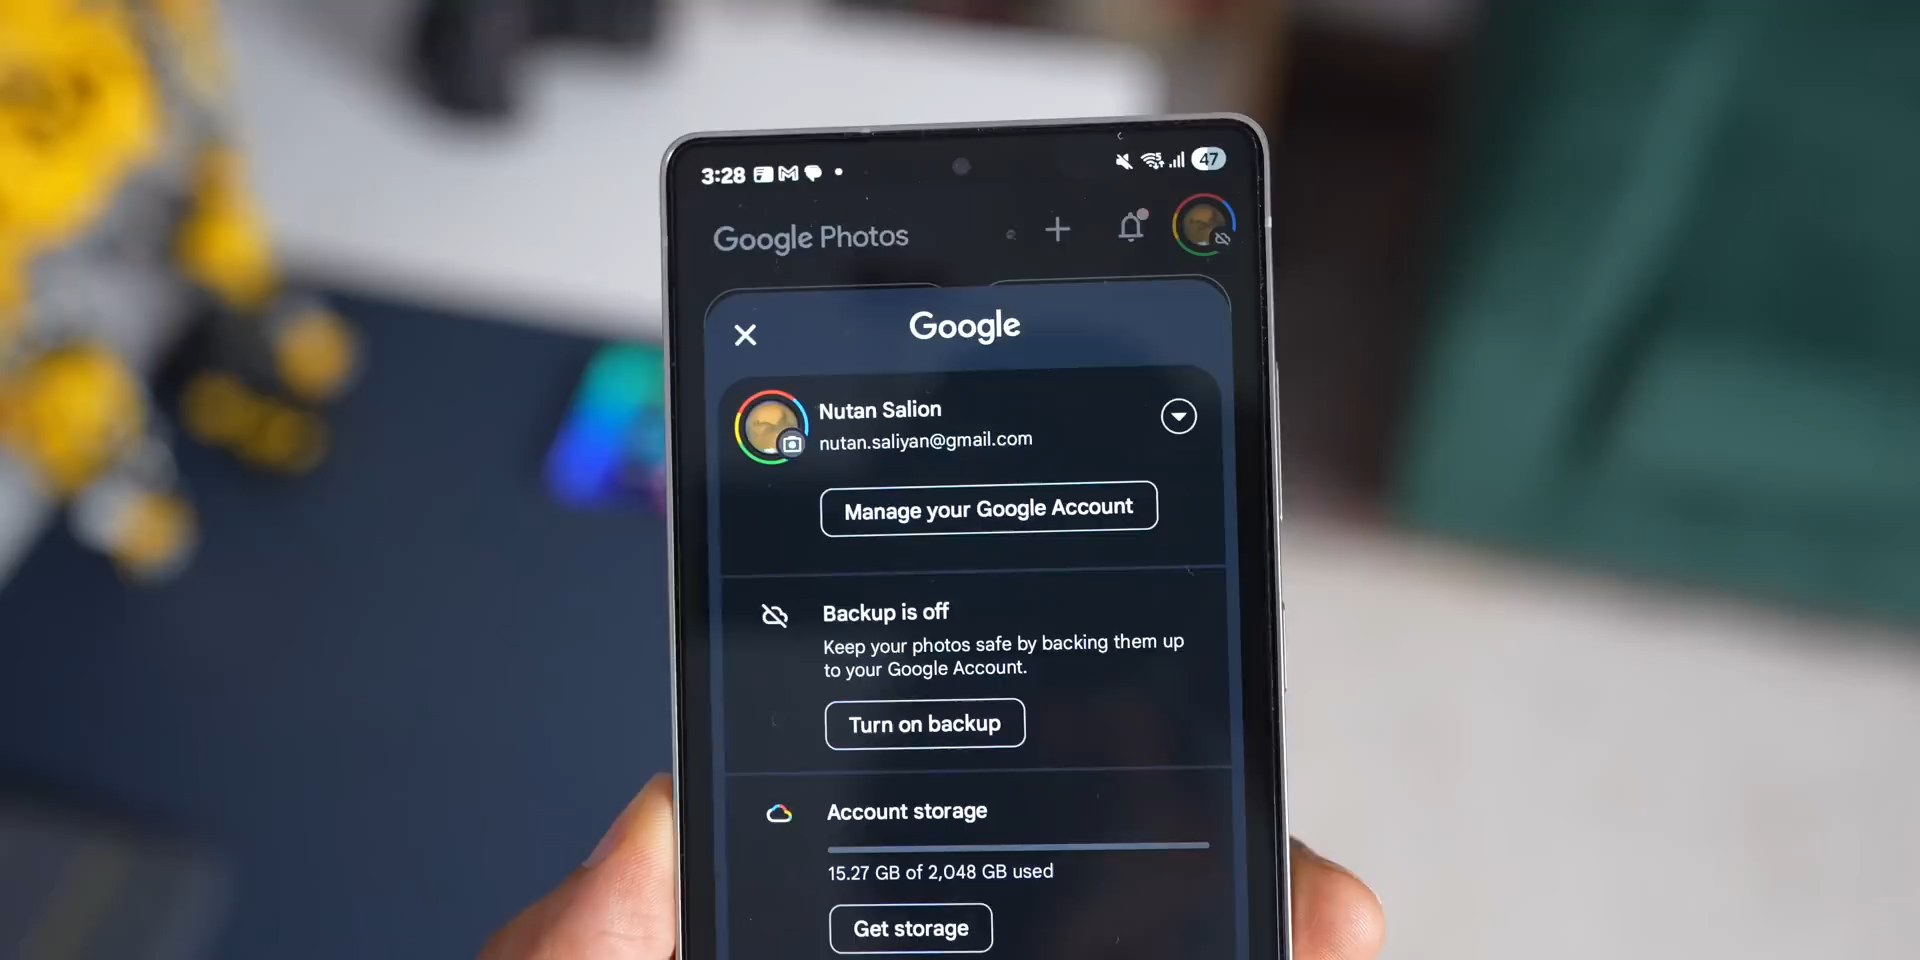 3:28
47
Google Photos
Google
Nutan Salion
nutan.saliyan@gmail.com
Manage your Google Account
Backup is off
Keep your photos safe by backing them up
to your Google Account.
Turn on backup
Account storage
15.27 GB of 2,048 GB used
Get storage